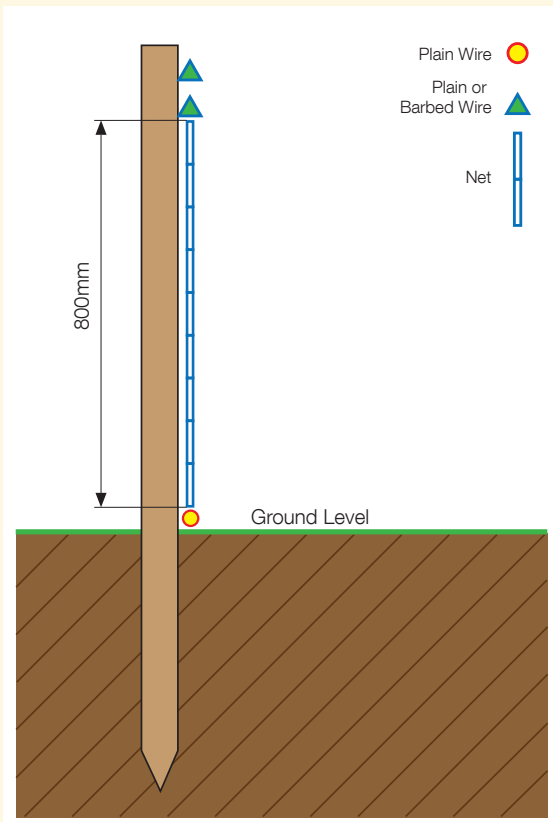 Plain Wire
Plain or
Barbed Wire
Net
800mm
Ground Level